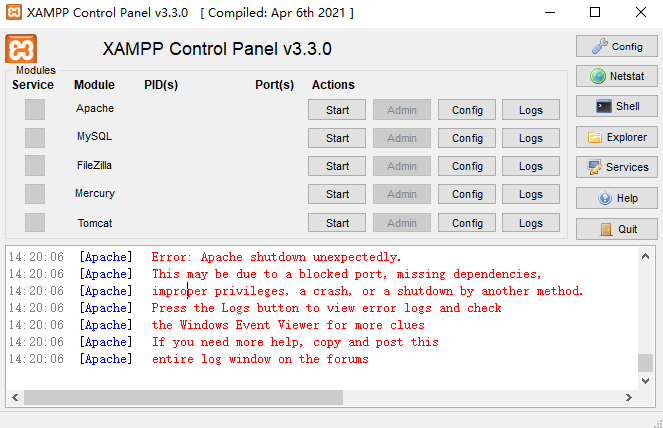 XAMPP Control Panel v3.3.0 [ Compiled: Apr 6th 2021 ]
XAMPP Control Panel v3.3.0
Config
Modules
Service Module PID(s) Port(s) Actions
Netstat
Apache Start Admin Config Logs
Shell
MySQL Start Admin Config Logs
Explorer
FileZilla Start Admin Config Logs
Services
Mercury Start Admin Config Logs
Help
Tomcat Start Admin Config Logs
Quit
14:20:06 [Apache] Error: Apache shutdown unexpectedly.
14:20:06 [Apache] This may be due to a blocked port, missing dependencies,
14:20:06 [Apache] improper privileges, a crash, or a shutdown by another method.
14:20:06 [Apache] Press the Logs button to view error logs and check
14:20:06 [Apache] the Windows Event Viewer for more clues
14:20:06 [Apache] If you need more help, copy and post this
14:20:06 [Apache] entire log window on the forums